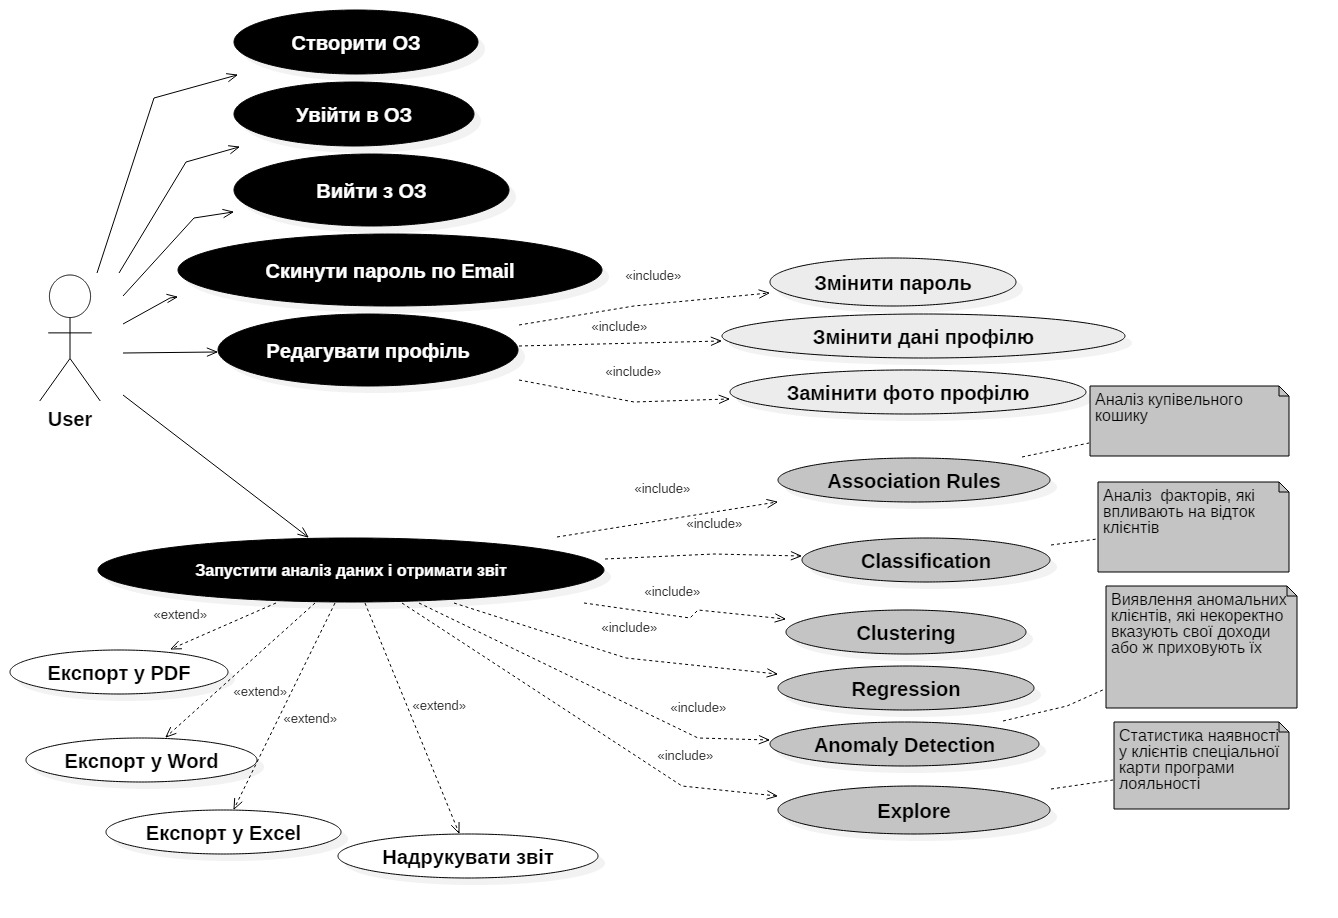 Створити ОЗ
Увійти в ОЗ
Вийти з ОЗ
Скинути пароль по Email
«include»
Змінити пароль
«include»
Редагувати профіль
Змінити дані профілю
«include»
Замінити фото профілю
User
Аналіз купівельного
кошику
Association Rules
«include»
Аналіз  факторів, які
впливають на відток
клієнтів
«include»
Classification
Запустити аналіз даних і отримати звіт
«include»
Clustering
Виявлення аномальних
клієнтів, які некоректно
вказують свої доходи
або ж приховують їх
«extend»
«include»
Експорт у PDF
Regression
«extend»
«extend»
«extend»
«include»
Anomaly Detection
Статистика наявності
у клієнтів спеціальної
карти програми
лояльності
Експорт у Word
«include»
Explore
Експорт у Excel
Надрукувати звіт